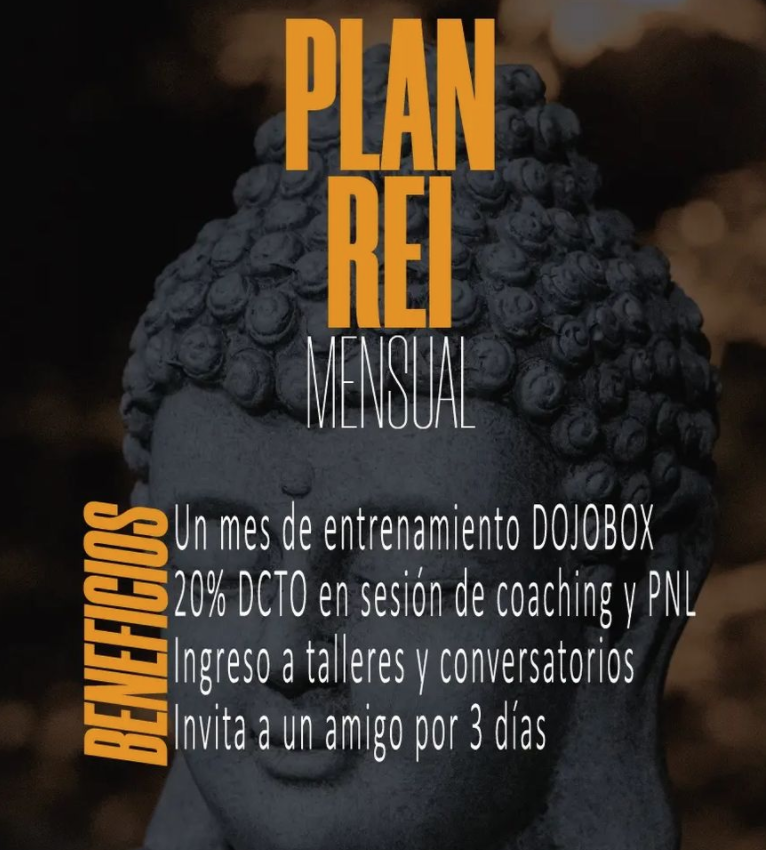 PLAN
REI
MENSUAL
BENEFICIOS
Un mes de entrenamiento DOJOBOX
20% DCTO en sesión de coaching y PNL
Ingreso a talleres y conversatorios
Invita a un amigo por 3 días